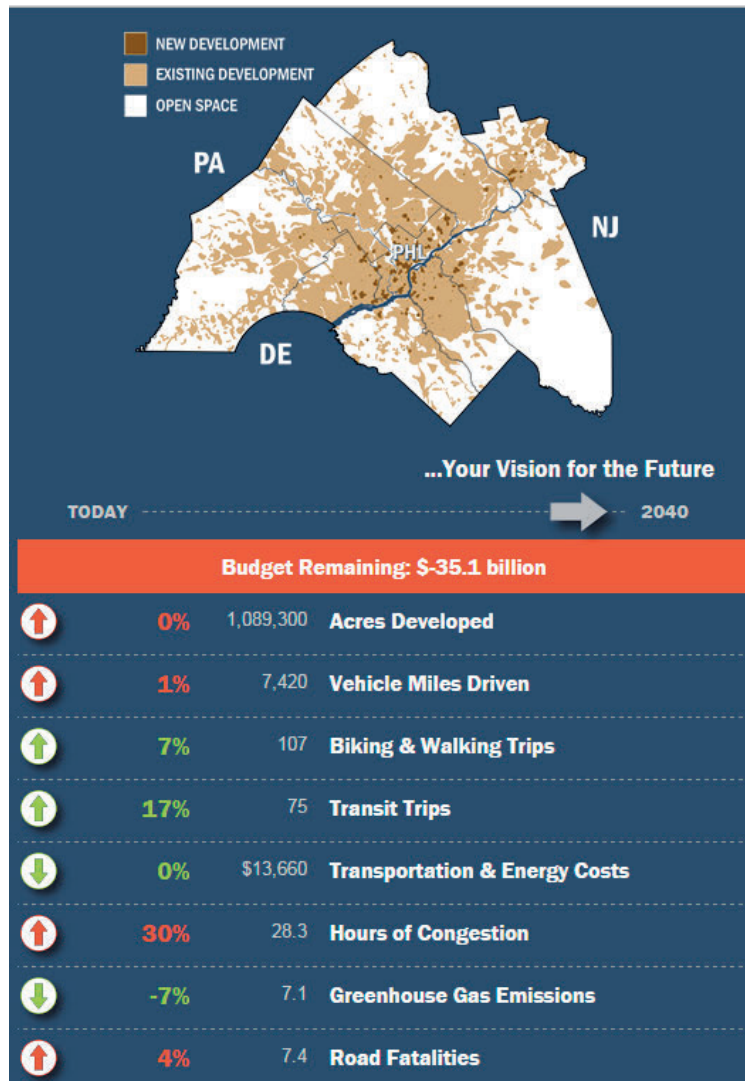 NEW DEVELOPMENT
EXISTING DEVELOPMENT
OPEN SPACE
PA
NJ
PHL
DE
...Your Vision for the Future
TODAY 2040
Budget Remaining: $-35.1 billion
0% 1,089,300 Acres Developed
1% 7,420 Vehicle Miles Driven
7% 107 Biking & Walking Trips
17% 75 Transit Trips
0% $13,660 Transportation & Energy Costs
30% 28.3 Hours of Congestion
-7% 7.1 Greenhouse Gas Emissions
4% 7.4 Road Fatalities